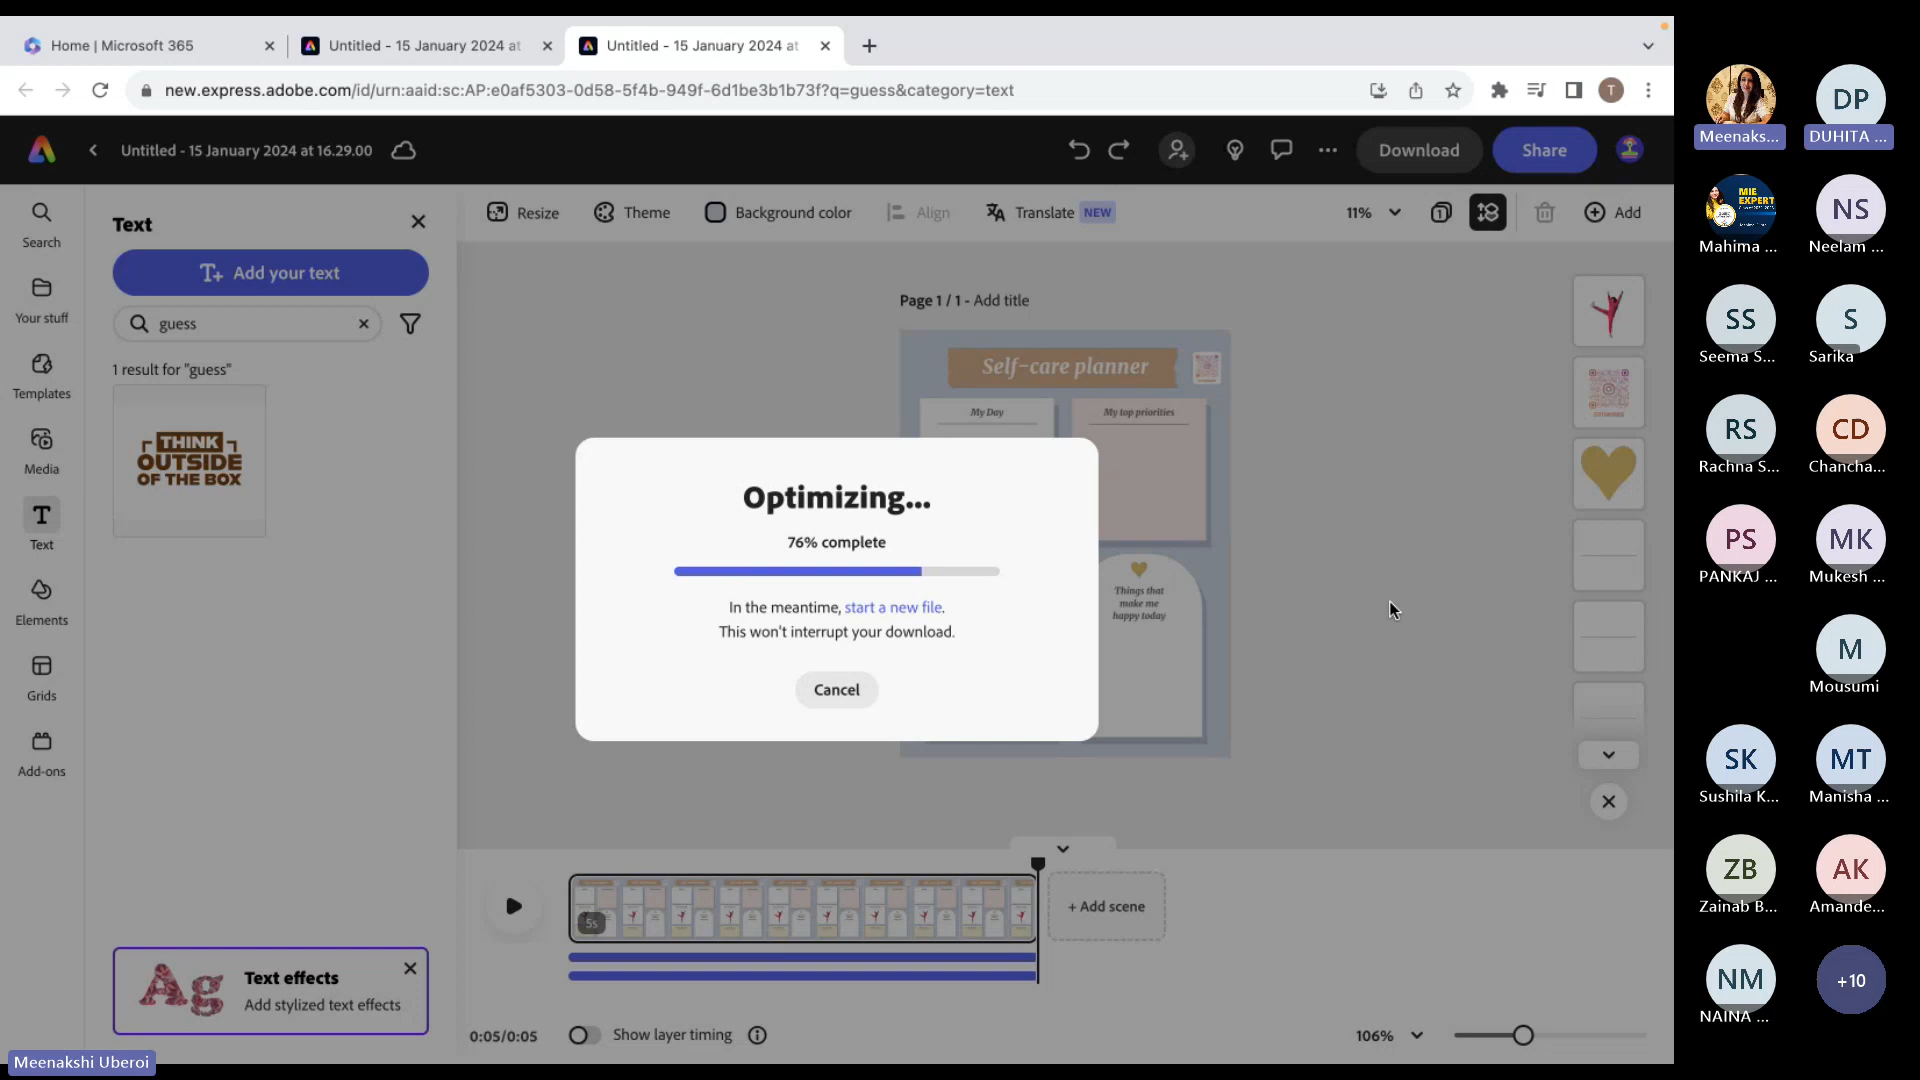 Home | Microsoft 365
Untitled - 15 January 2024 at
Untitled - 15 January 2024 at
new.express.adobe.com/id/urn:aaid:sc:AP:e0af5303-0d58-5f4b-949f-6d1be3b1b73f?q=guess&category=text
T
Untitled - 15 January 2024 at 16.29.00
Download
Share
Search
Your stuff
Templates
Media
Text
Elements
Grids
Add-ons
Text
Add your text
guess
1 result for "guess"
THINK
OUTSIDE
OF THE BOX
Ag
Text effects
Add stylized text effects
Resize
Theme
Background color
Align
Translate NEW
11%
1
Add
Page 1 / 1 - Add title
Self-care planner
My Day
My top priorities
Things that
make me
happy today
Optimizing...
76% complete
In the meantime, start a new file.
This won't interrupt your download.
Cancel
5s
+ Add scene
0:05/0:05
Show layer timing
106%
Meenakshi Uberoi
Meenaks...
DP
DUHITA ...
MIE
EXPERT
Mahima ...
NS
Neelam ...
SS
Seema S...
S
Sarika
RS
Rachna S...
CD
Chancha...
PS
PANKAJ ...
MK
Mukesh ...
M
Mousumi
SK
Sushila K...
MT
Manisha ...
ZB
Zainab B...
AK
Amande...
NM
NAINA ...
+10